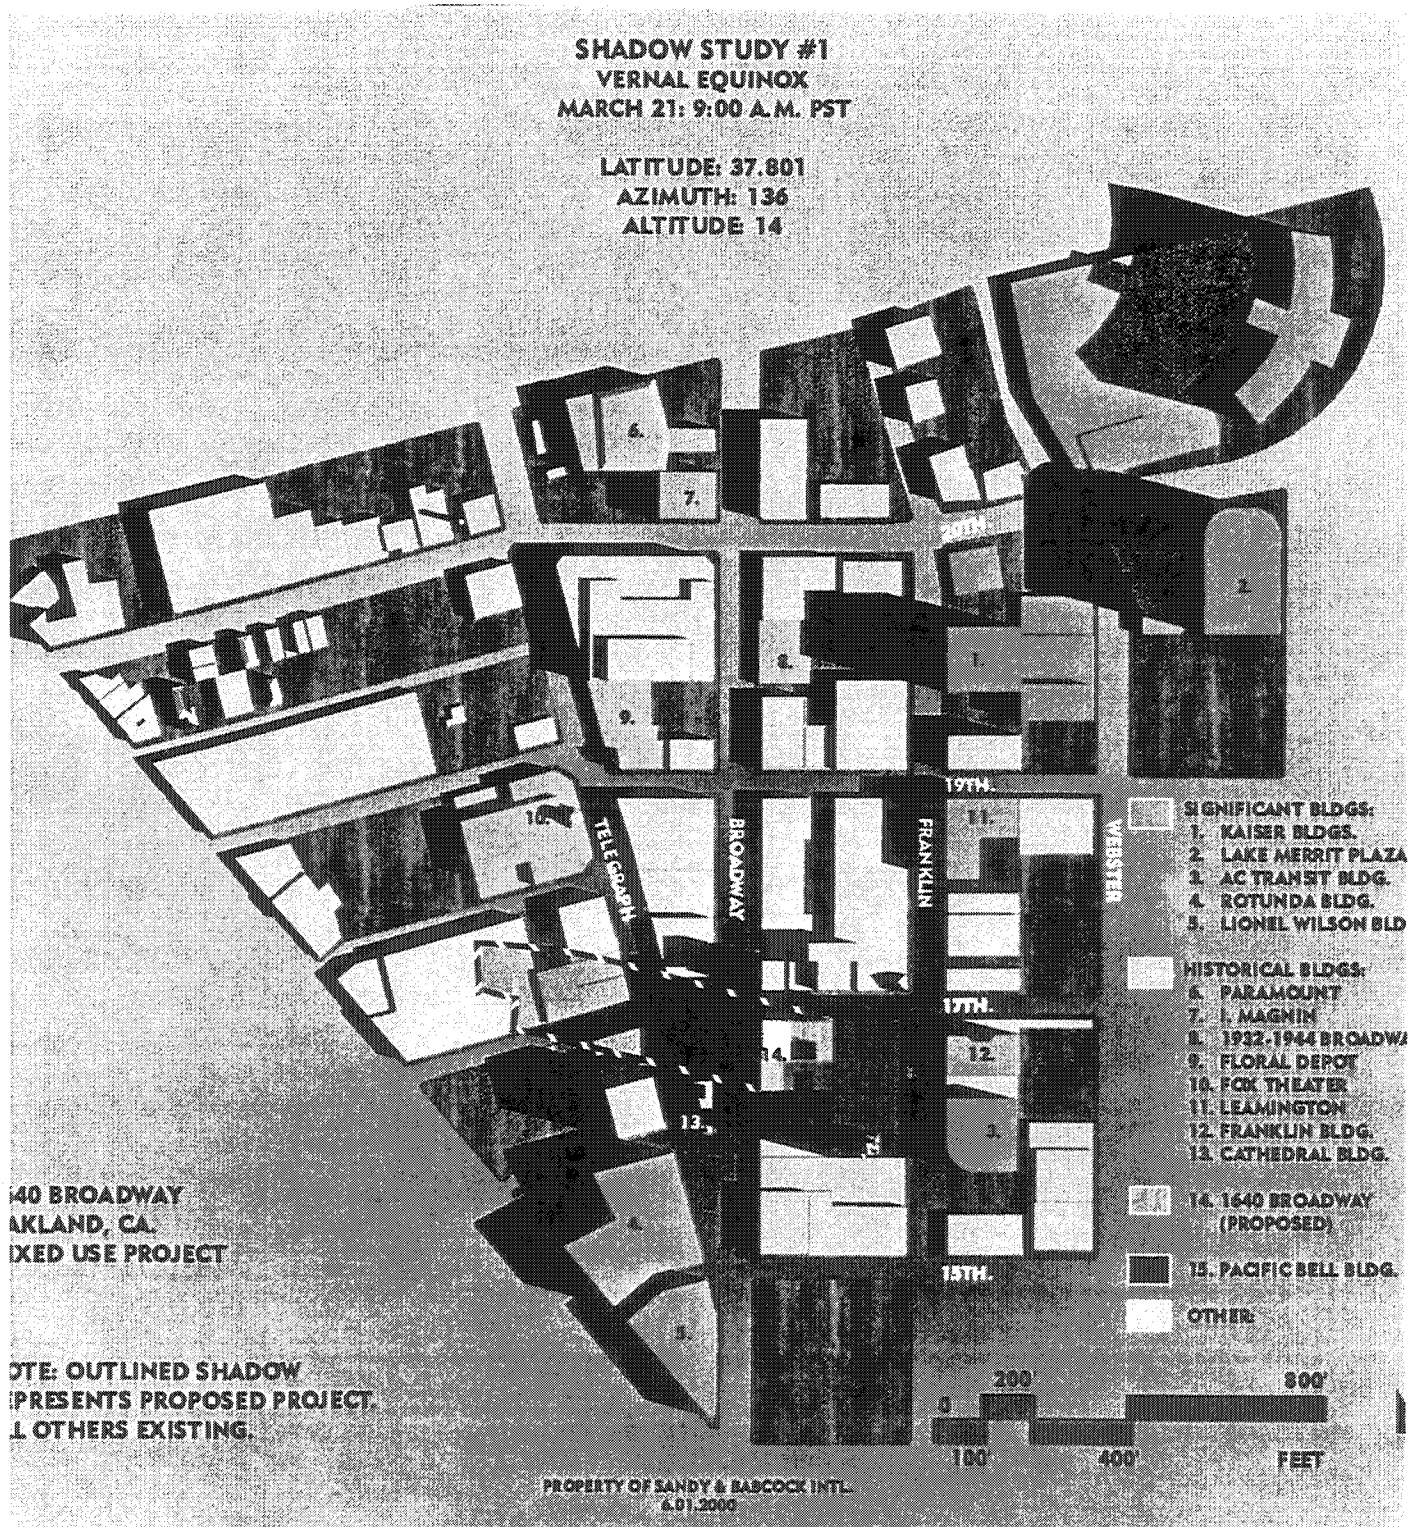 SHADOW STUDY #1
VERNAL EQUINOX
MARCH 21: 9:00 A.M. PST
LATITUDE: 37.801
AZIMUTH: 136
ALTITUDE: 14
6.
7.
20TH.
2.
1.
8.
9.
19TH.
10.
11.
TELEGRAPH
BROADWAY
FRANKLIN
WEBSTER
SIGNIFICANT BLDGS:
1. KAISER BLDGS.
2. LAKE MERRIT PLAZA
3. AC TRANSIT BLDG.
4. ROTUNDA BLDG.
5. LIONEL WILSON BLD
HISTORICAL BLDGS:
6. PARAMOUNT
7. I. MAGNIN
8. 1932-1944 BROADWA
9. FLORAL DEPOT
10. FOX THEATER
11. LEAMINGTON
12. FRANKLIN BLDG.
13. CATHEDRAL BLDG.
14. 1640 BROADWAY
(PROPOSED)
15. PACIFIC BELL BLDG.
OTHER:
17TH.
14.
12.
13.
3.
4.
5.
15TH.
640 BROADWAY
AKLAND, CA.
IXED USE PROJECT
OTE: OUTLINED SHADOW
EPRESENTS PROPOSED PROJECT.
LL OTHERS EXISTING.
200' 800'
0
100' 400' FEET
PROPERTY OF SANDY & BABCOCK INTL.
6.01.2000